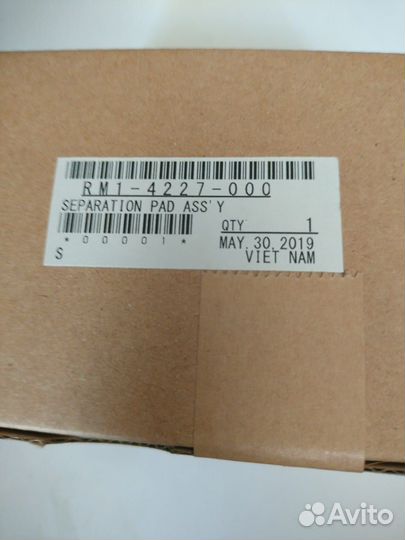 RM1-4227-000
SEPARATION PAD ASS'Y
*00001*
QTY 1
S
MAY.30.2019
VIET NAM
Avito